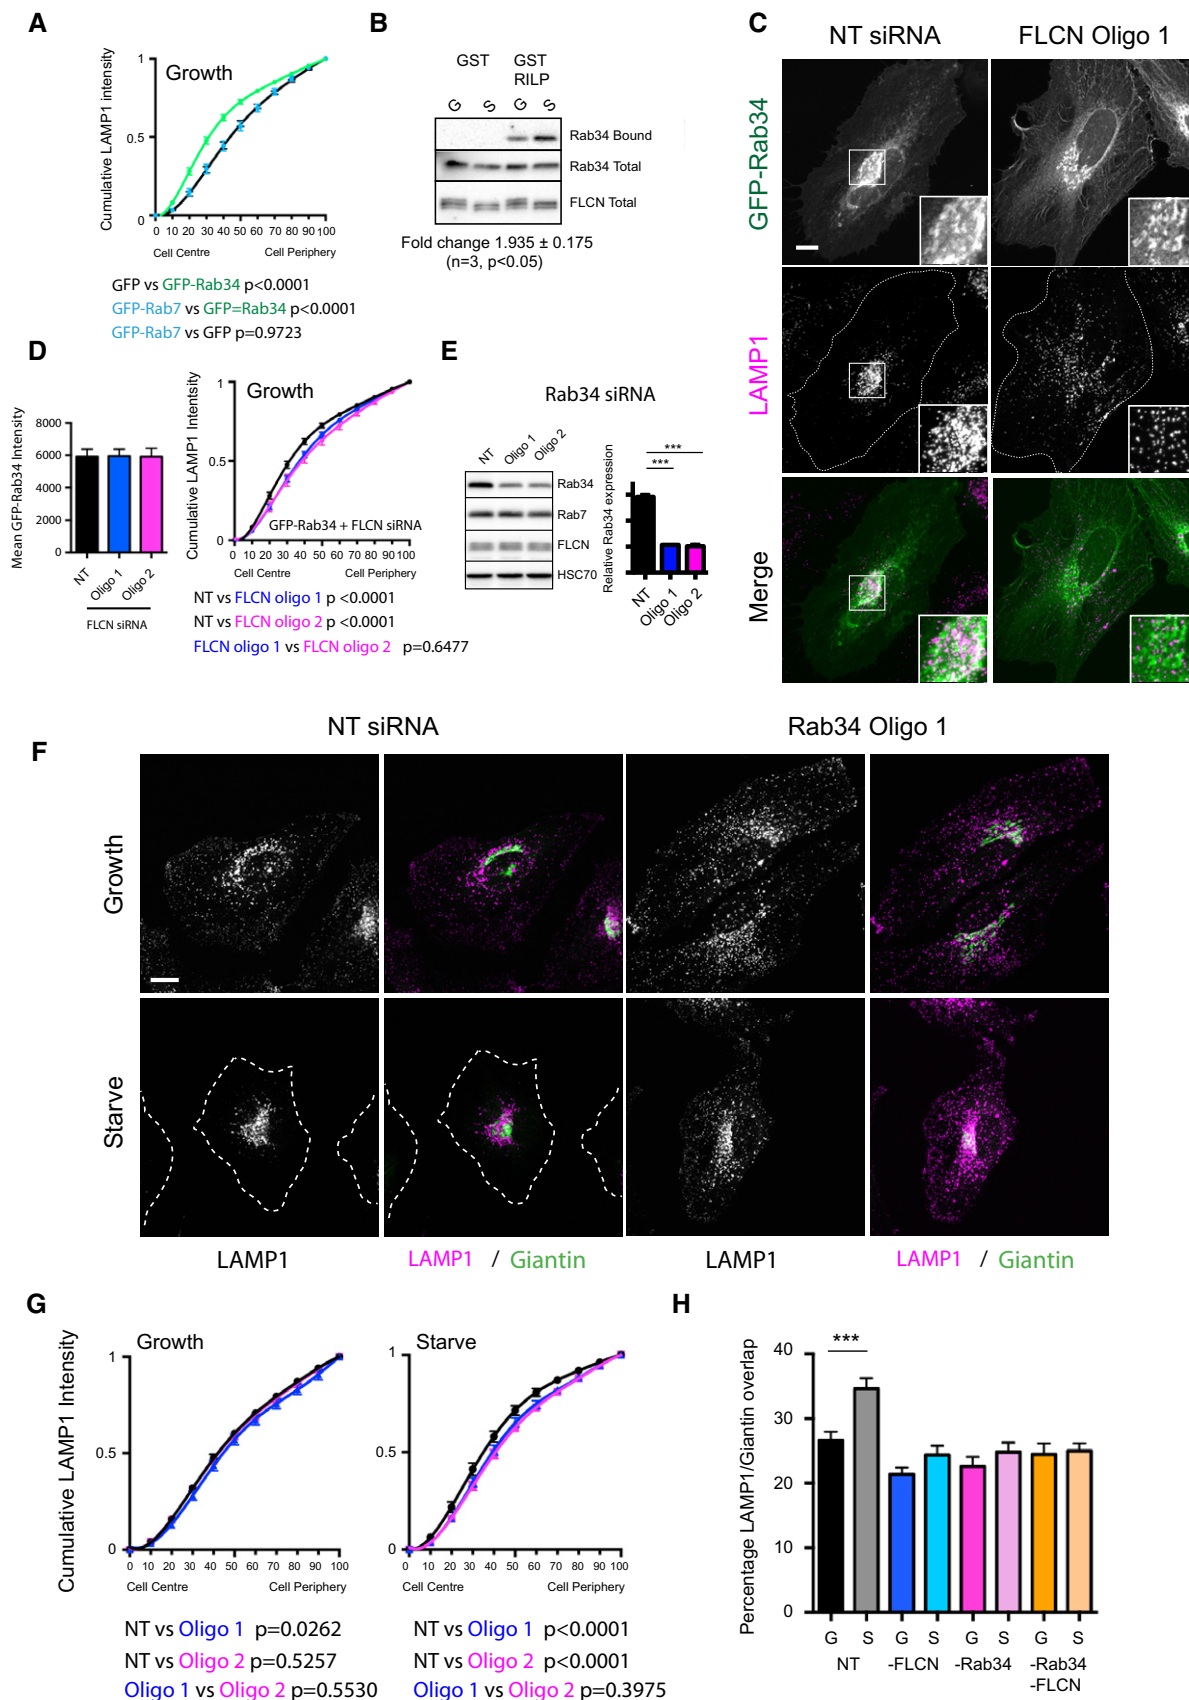 A
Cumulative LAMP1 intensity
Growth
1
0.5
0
0 10 20 30 40 50 60 70 80 90 100
Cell Centre Cell Periphery
GFP vs GFP-Rab34 p<0.0001
GFP-Rab7 vs GFP=Rab34 p<0.0001
GFP-Rab7 vs GFP p=0.9723
B
GST GST
RILP
G S G S
Rab34 Bound
Rab34 Total
FLCN Total
Fold change 1.935 ± 0.175
(n=3, p<0.05)
C
NT siRNA FLCN Oligo 1
GFP-Rab34
LAMP1
Merge
D
Mean GFP-Rab34 Intensity
8000
6000
4000
2000
0
NT Oligo 1 Oligo 2
FLCN siRNA
Cumulative LAMP1 Intensity
Growth
1
0.5
0
GFP-Rab34 + FLCN siRNA
0 10 20 30 40 50 60 70 80 90 100
Cell Centre Cell Periphery
NT vs FLCN oligo 1 p <0.0001
NT vs FLCN oligo 2 p <0.0001
FLCN oligo 1 vs FLCN oligo 2 p=0.6477
E
Rab34 siRNA
NT Oligo 1 Oligo 2
Rab34
Rab7
FLCN
HSC70
Relative Rab34 expression
***
***
NT Oligo 1 Oligo 2
F
NT siRNA Rab34 Oligo 1
Growth
Starve
LAMP1 LAMP1 / Giantin LAMP1 LAMP1 / Giantin
G
Cumulative LAMP1 Intensity
Growth
1
0.5
0
0 10 20 30 40 50 60 70 80 90 100
Cell Centre Cell Periphery
NT vs Oligo 1 p=0.0262
NT vs Oligo 2 p=0.5257
Oligo 1 vs Oligo 2 p=0.5530
Starve
1
0.5
0
0 10 20 30 40 50 60 70 80 90 100
Cell Centre Cell Periphery
NT vs Oligo 1 p<0.0001
NT vs Oligo 2 p<0.0001
Oligo 1 vs Oligo 2 p=0.3975
H
Percentage LAMP1/Giantin overlap
40
30
20
10
0
***
G S G S G S G S
NT -FLCN -Rab34 -Rab34
-FLCN